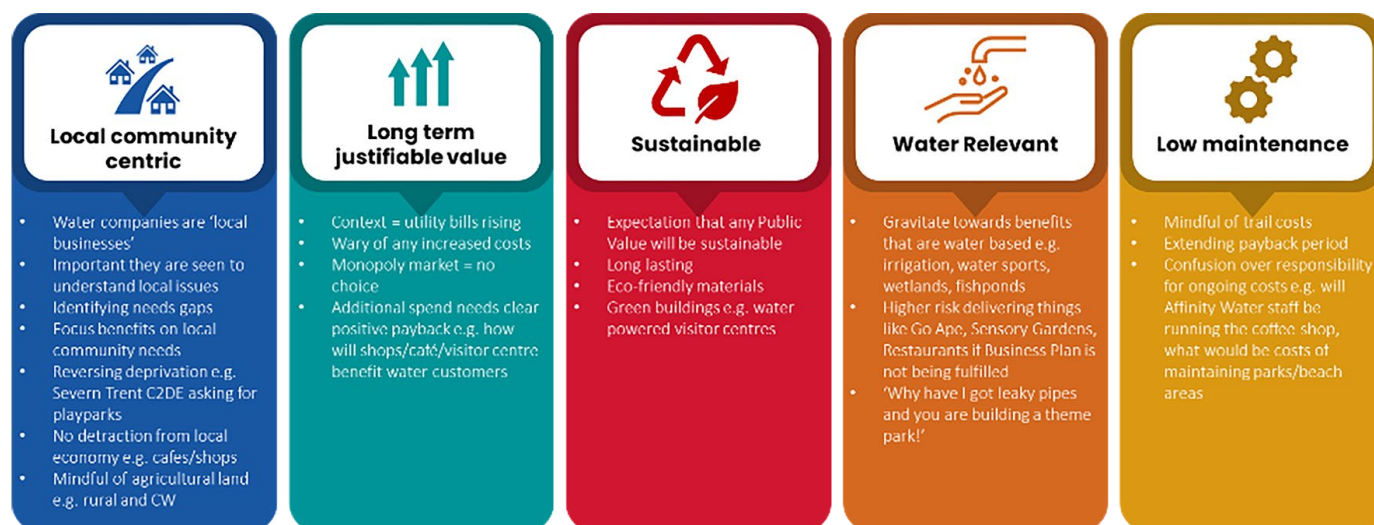 Local community
centric
• Water companies are ‘local
businesses’
• Important they are seen to
understand local issues
• Identifying needs gaps
• Focus benefits on local
community needs
• Reversing deprivation e.g.
Severn Trent C2DE asking for
playparks
• No detraction from local
economy e.g. cafes/shops
• Mindful of agricultural land
e.g. rural and CW
Long term
justifiable value
• Context = utility bills rising
• Wary of any increased costs
• Monopoly market = no
choice
• Additional spend needs clear
positive payback e.g. how
will shops/café/visitor centre
benefit water customers
Sustainable
• Expectation that any Public
Value will be sustainable
• Long lasting
• Eco-friendly materials
• Green buildings e.g. water
powered visitor centres
Water Relevant
• Gravitate towards benefits
that are water based e.g.
irrigation, water sports,
wetlands, fishponds
• Higher risk delivering things
like Go Ape, Sensory Gardens,
Restaurants if Business Plan is
not being fulfilled
• ‘Why have I got leaky pipes
and you are building a theme
park!’
Low maintenance
• Mindful of trail costs
• Extending payback period
• Confusion over responsibility
for ongoing costs e.g. will
Affinity Water staff be
running the coffee shop,
what would be costs of
maintaining parks/beach
areas